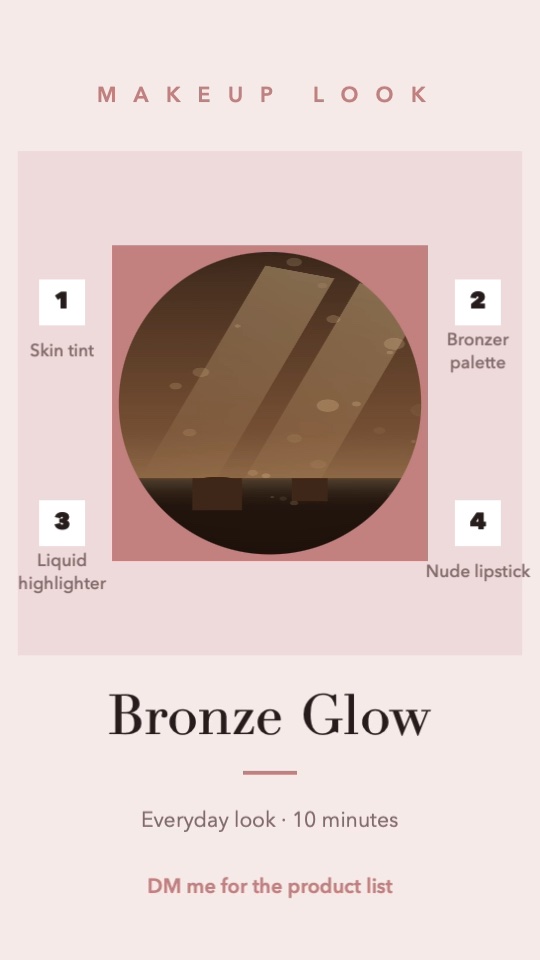 MAKEUP LOOK
1
Skin tint
2
Bronzer
palette
3
Liquid
highlighter
4
Nude lipstick
Bronze Glow
Everyday look · 10 minutes
DM me for the product list